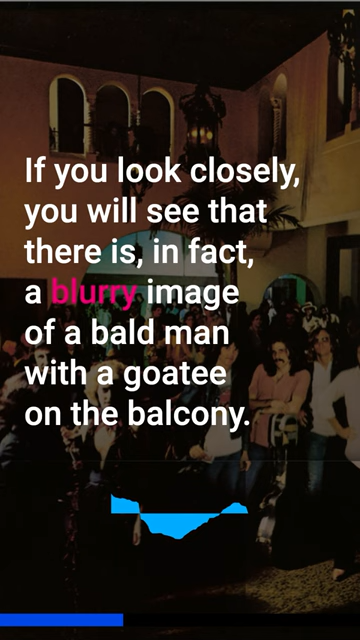 If you look closely,
you will see that
there is, in fact,
a blurry image
of a bald man
with a goatee
on the balcony.